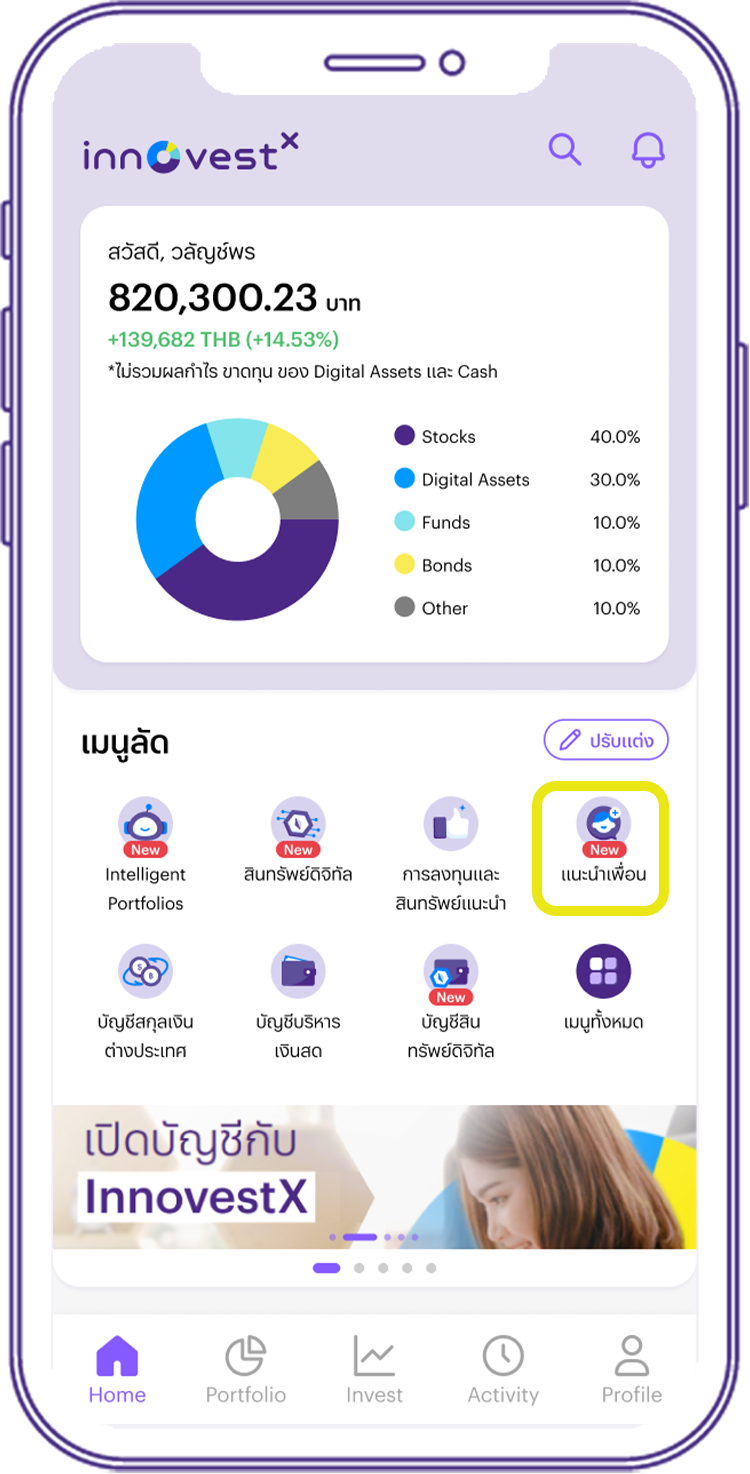 innovestX
สวัสดี, วลัญช์พร
820,300.23 บาท
+139,682 THB (+14.53%)
*ไม่รวมผลกำไร ขาดทุน ของ Digital Assets และ Cash
Stocks 40.0%
Digital Assets 30.0%
Funds 10.0%
Bonds 10.0%
Other 10.0%
เมนูลัด
ปรับแต่ง
New
Intelligent
Portfolios
New
สินทรัพย์ดิจิทัล
การลงทุนและ
สินทรัพย์แนะนำ
New
แนะนำเพื่อน
บัญชีสกุลเงิน
ต่างประเทศ
บัญชีบริหาร
เงินสด
New
บัญชีสิน
ทรัพย์ดิจิทัล
เมนูทั้งหมด
เปิดบัญชีกับ
InnovestX
Home
Portfolio
Invest
Activity
Profile